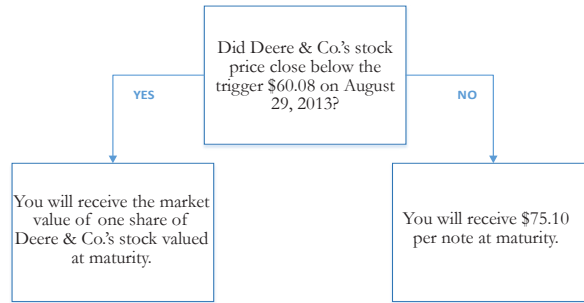 Did Deere & Co.'s stock
price close below the
trigger $60.08 on August
29, 2013?
YES
NO
You will receive the market
value of one share of
Deere & Co.'s stock valued
at maturity.
You will receive $75.10
per note at maturity.